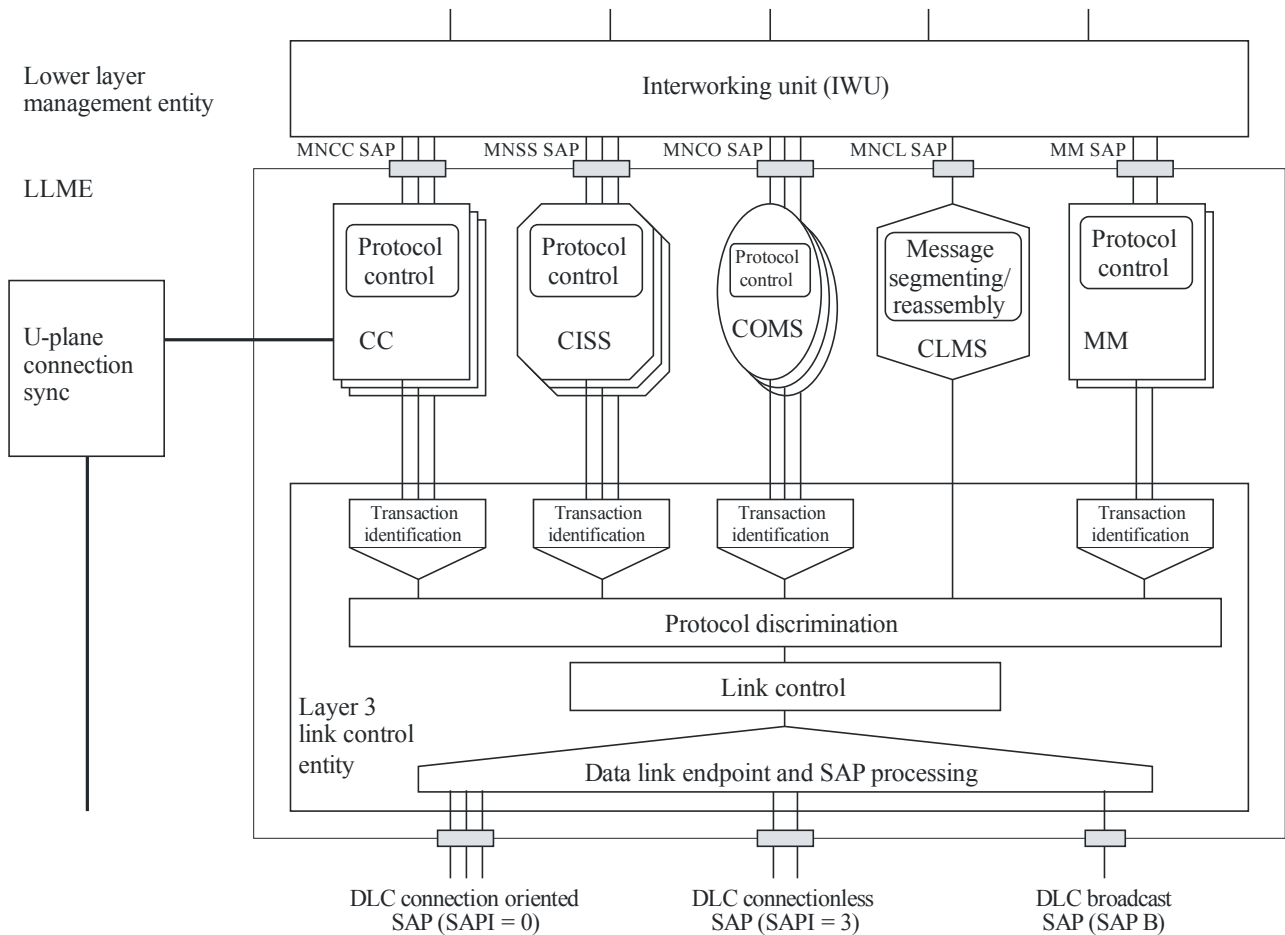 Lower layer
management entity
Interworking unit (IWU)
MNCC SAP
MNSS SAP
MNCO SAP
MNCL SAP
MM SAP
LLME
Protocol
control
CC
Protocol
control
CISS
Protocol
control
COMS
Message
segmenting/
reassembly
CLMS
Protocol
control
MM
U-plane
connection
sync
Transaction
identification
Transaction
identification
Transaction
identification
Transaction
identification
Protocol discrimination
Link control
Layer 3
link control
entity
Data link endpoint and SAP processing
DLC connection oriented
SAP (SAPI = 0)
DLC connectionless
SAP (SAPI = 3)
DLC broadcast
SAP (SAP B)